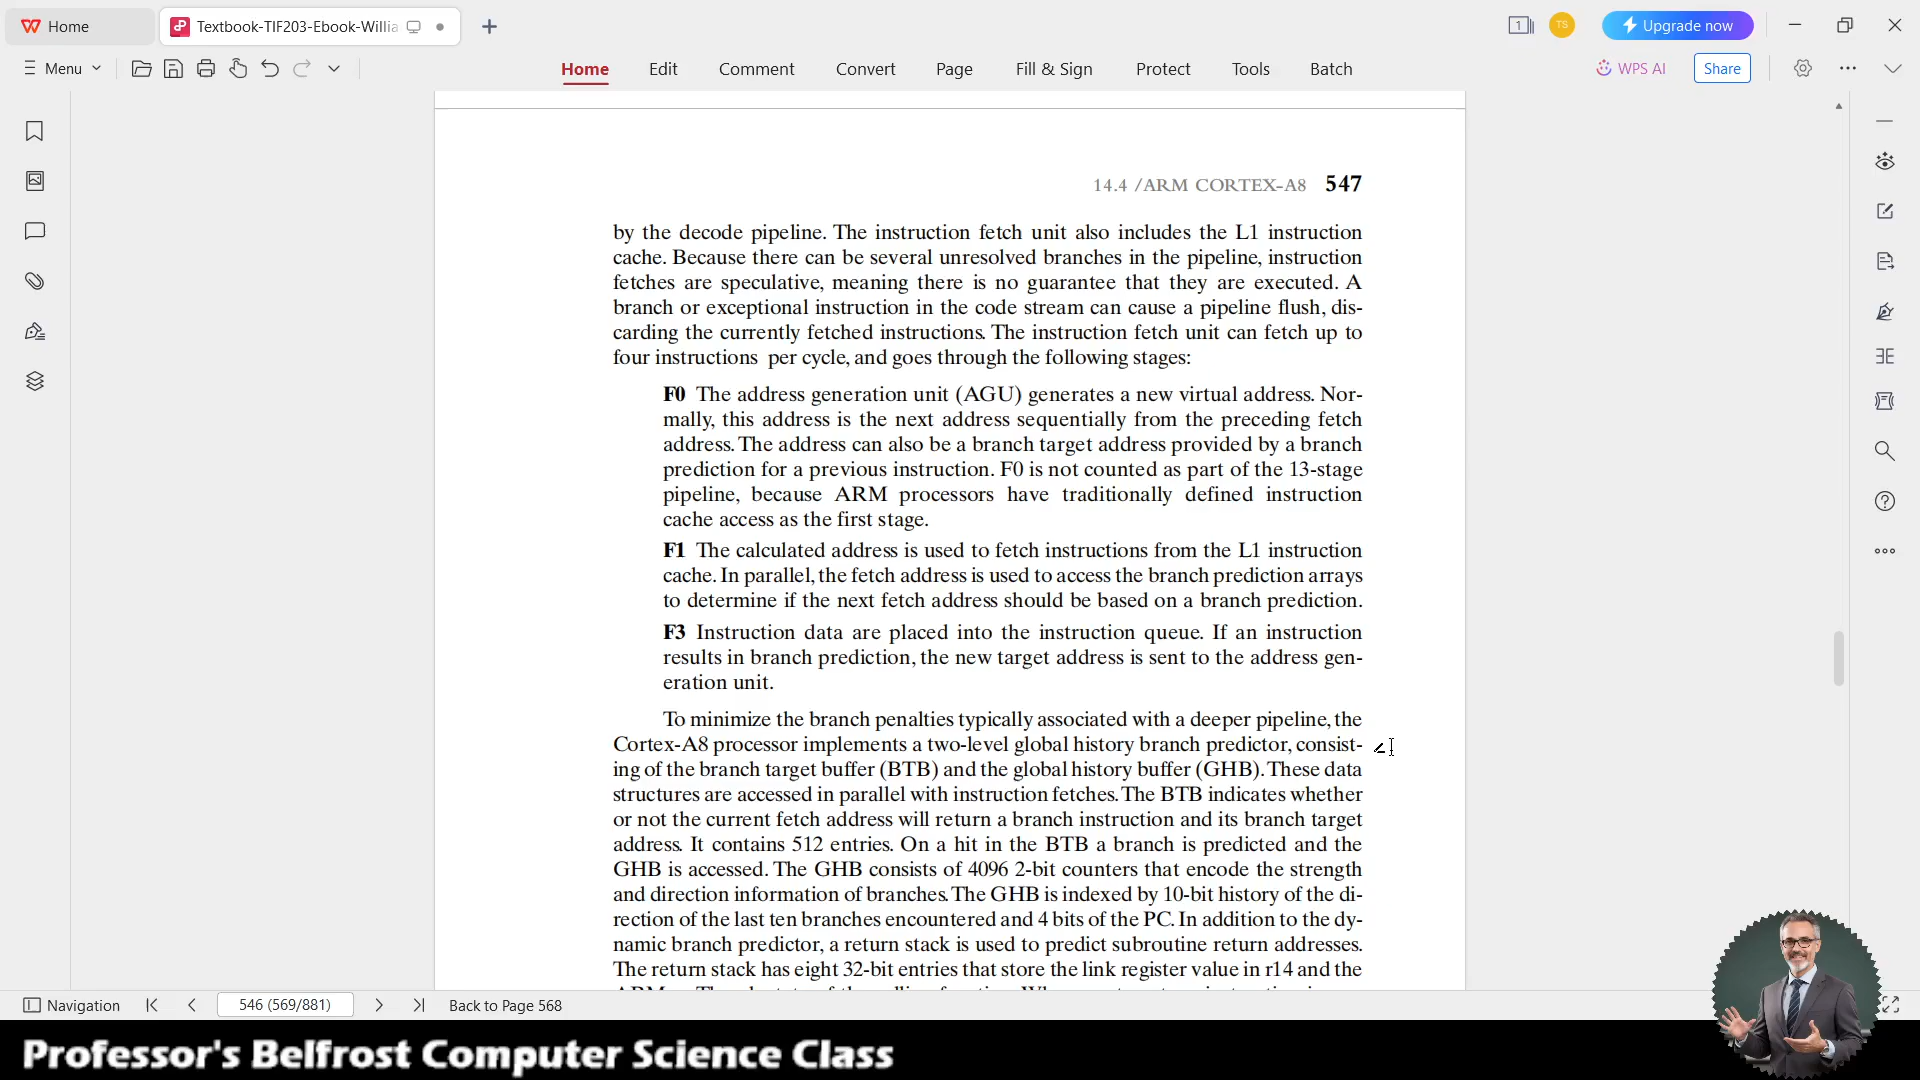 Home
Textbook-TIF203-Ebook-Willia
1
TS
Upgrade now
Menu
Home
Edit
Comment
Convert
Page
Fill & Sign
Protect
Tools
Batch
WPS AI
Share
14.4 /ARM CORTEX-A8 547
by the decode pipeline. The instruction fetch unit also includes the L1 instruction
cache. Because there can be several unresolved branches in the pipeline, instruction
fetches are speculative, meaning there is no guarantee that they are executed. A
branch or exceptional instruction in the code stream can cause a pipeline flush, dis-
carding the currently fetched instructions. The instruction fetch unit can fetch up to
four instructions per cycle, and goes through the following stages:
F0 The address generation unit (AGU) generates a new virtual address. Nor-
mally, this address is the next address sequentially from the preceding fetch
address. The address can also be a branch target address provided by a branch
prediction for a previous instruction. F0 is not counted as part of the 13-stage
pipeline, because ARM processors have traditionally defined instruction
cache access as the first stage.
F1 The calculated address is used to fetch instructions from the L1 instruction
cache. In parallel, the fetch address is used to access the branch prediction arrays
to determine if the next fetch address should be based on a branch prediction.
F3 Instruction data are placed into the instruction queue. If an instruction
results in branch prediction, the new target address is sent to the address gen-
eration unit.
To minimize the branch penalties typically associated with a deeper pipeline, the
Cortex-A8 processor implements a two-level global history branch predictor, consist-
ing of the branch target buffer (BTB) and the global history buffer (GHB). These data
structures are accessed in parallel with instruction fetches. The BTB indicates whether
or not the current fetch address will return a branch instruction and its branch target
address. It contains 512 entries. On a hit in the BTB a branch is predicted and the
GHB is accessed. The GHB consists of 4096 2-bit counters that encode the strength
and direction information of branches. The GHB is indexed by 10-bit history of the di-
rection of the last ten branches encountered and 4 bits of the PC. In addition to the dy-
namic branch predictor, a return stack is used to predict subroutine return addresses.
The return stack has eight 32-bit entries that store the link register value in r14 and the
Navigation
546 (569/881)
Back to Page 568
Professor's Belfrost Computer Science Class